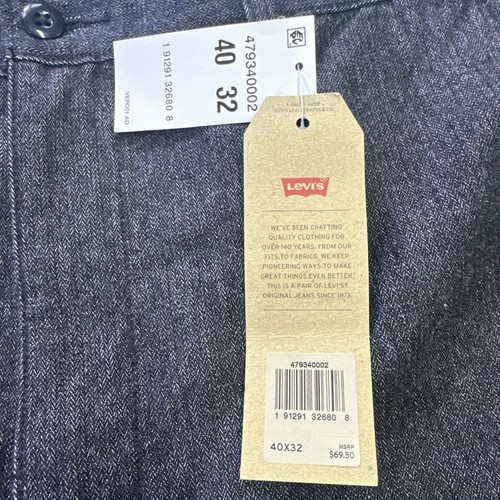 479340002
40 32
1 91291 32680 8
LEVI'S
WE'VE BEEN CRAFTING
QUALITY CLOTHING FOR
OVER 140 YEARS. FROM OUR
FITS TO FABRICS, WE KEEP
PIONEERING WAYS TO MAKE
GREAT THINGS EVEN BETTER.
THIS IS A PAIR OF LEVI'S®
ORIGINAL JEANS SINCE 1873.
479340002
1 91291 32680 8
40X32
MSRP
$69.50